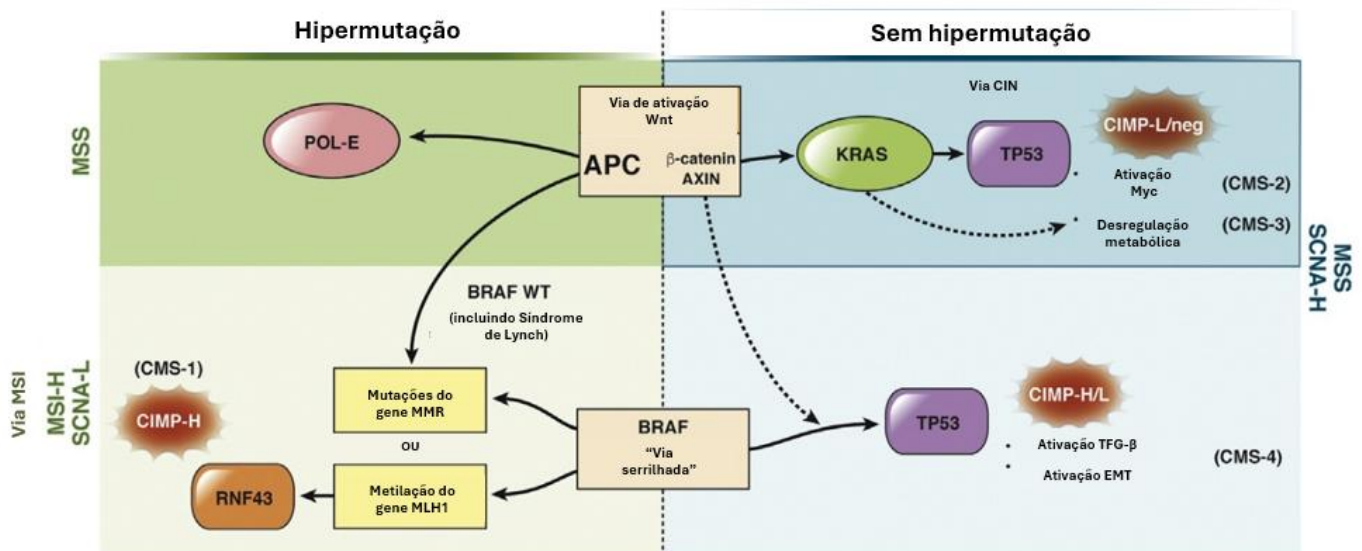 Hipermutação
Sem hipermutação
MSS
POL-E
Via de ativação
Wnt
APC
β-catenin
AXIN
KRAS
Via CIN
TP53
CIMP-L/neg
Ativação
Myc
(CMS-2)
Desregulação
metabólica
(CMS-3)
MSS
SCNA-H
BRAF WT
(incluindo Síndrome
de Lynch)
Via MSI
MSI-H
SCNA-L
(CMS-1)
CIMP-H
Mutações do
gene MMR
OU
Metilação do
gene MLH1
RNF43
BRAF
“Via
serrilhada”
TP53
CIMP-H/L
Ativação TFG-β
Ativação EMT
(CMS-4)